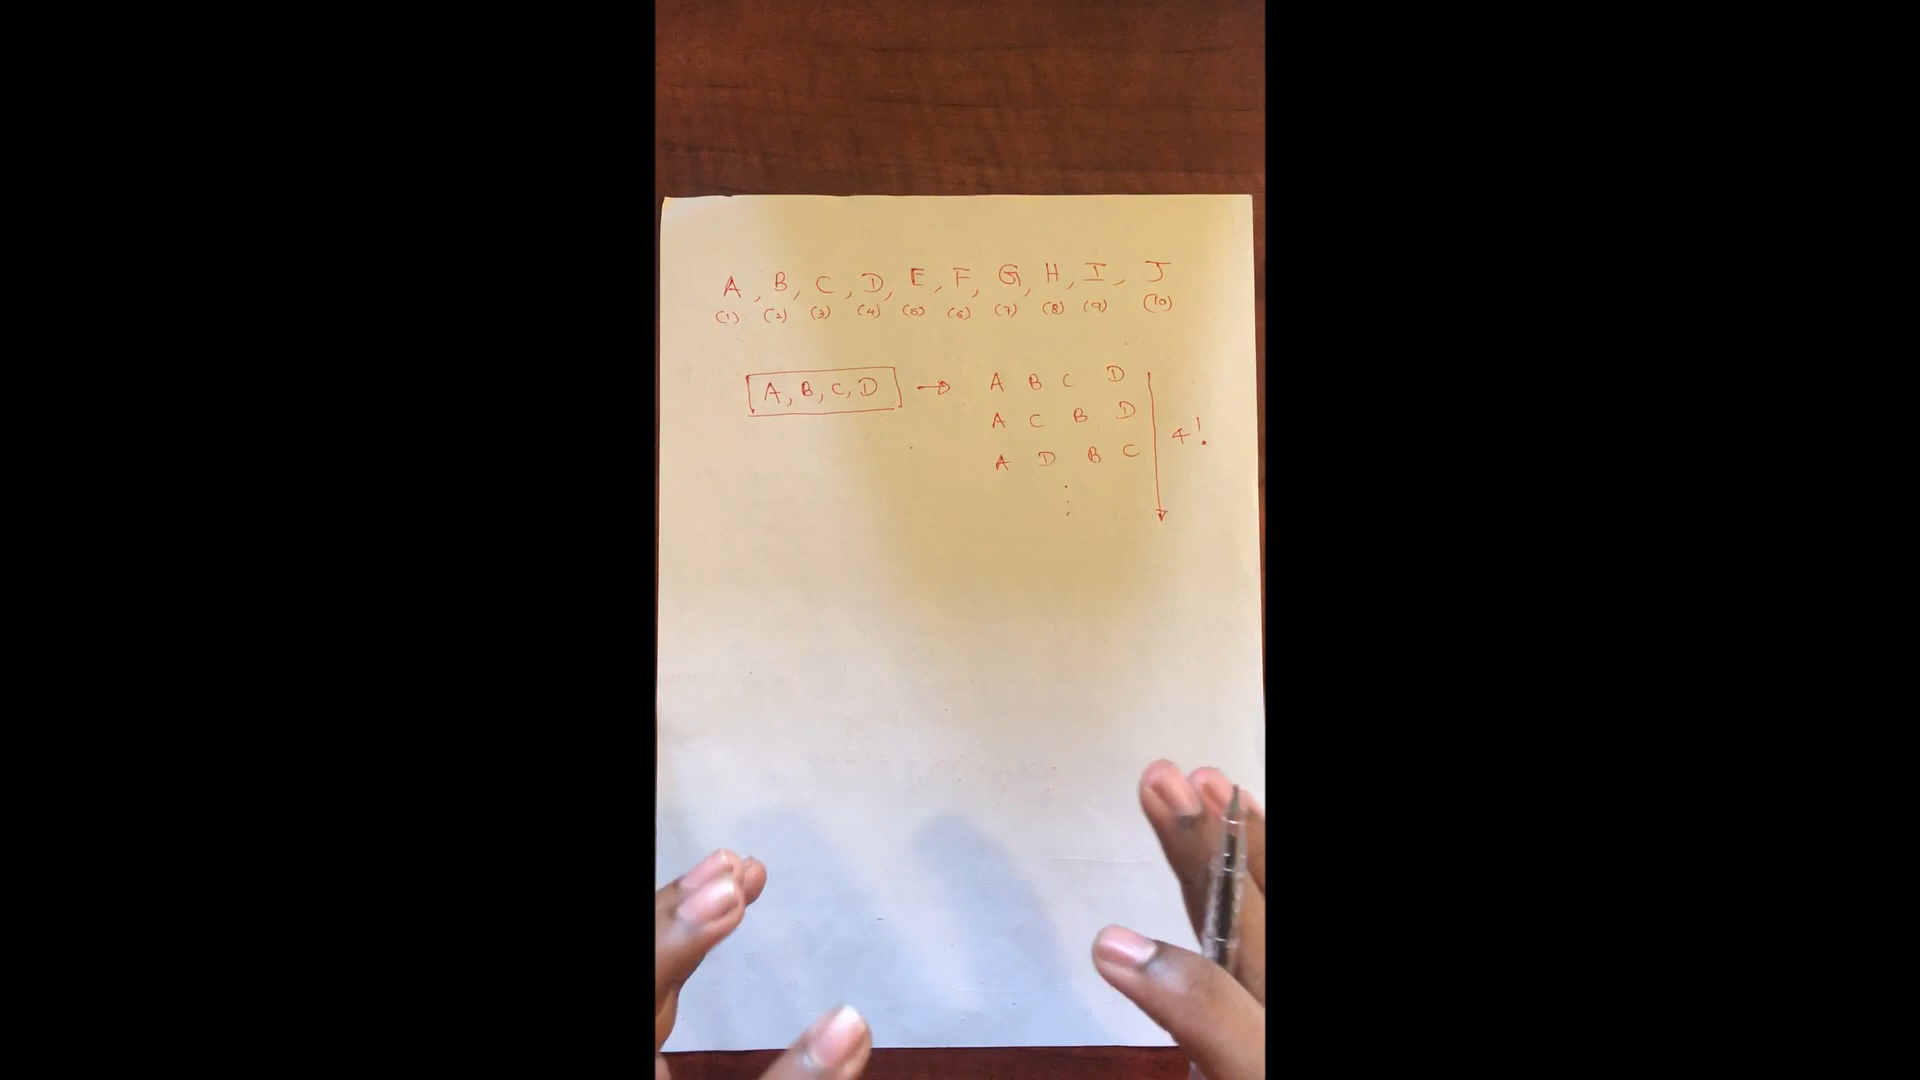 A, B, C, D, E, F, G, H, I, J
(1) (2) (3) (4) (5) (6) (7) (8) (9) (10)
A, B, C, D → A B C D
A C B D
4!
A D B C
⋮